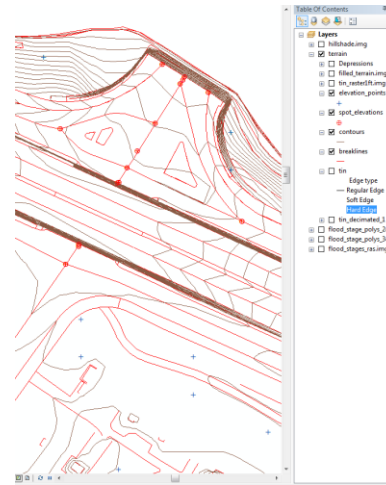 Table Of Contents
Layers
hillshade.img
terrain
Depressions
filled_terrain.img
tin_raster1ft.img
elevation_points
spot_elevations
contours
breaklines
tin
Edge type
Regular Edge
Soft Edge
Hard Edge
tin_decimated_1
flood_stage_polys_2
flood_stage_polys_3
flood_stages_ras.img